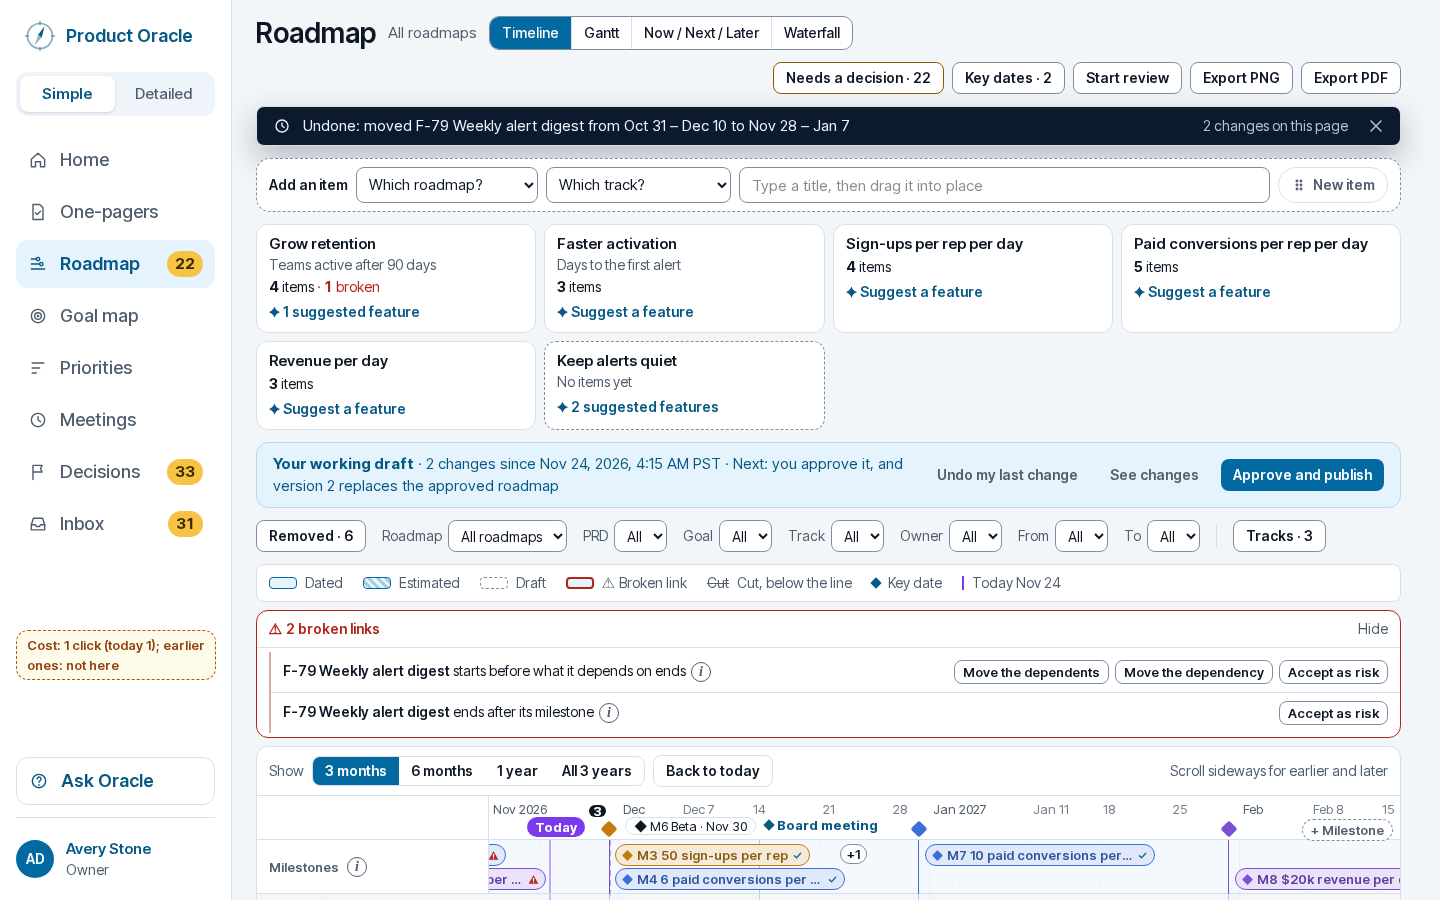 Product Oracle
Simple
Detailed
Home
One-pagers
Roadmap 22
Goal map
Priorities
Meetings
Decisions 33
Inbox 31
Cost: 1 click (today 1); earlier
ones: not here
Ask Oracle
AD
Avery Stone
Owner
Roadmap
All roadmaps
Timeline
Gantt
Now / Next / Later
Waterfall
Needs a decision · 22
Key dates · 2
Start review
Export PNG
Export PDF
Undone: moved F-79 Weekly alert digest from Oct 31 – Dec 10 to Nov 28 – Jan 7
2 changes on this page
Add an item
Which roadmap?
Which track?
Type a title, then drag it into place
New item
Grow retention
Teams active after 90 days
4 items · 1 broken
1 suggested feature
Faster activation
Days to the first alert
3 items
Suggest a feature
Sign-ups per rep per day
4 items
Suggest a feature
Paid conversions per rep per day
5 items
Suggest a feature
Revenue per day
3 items
Suggest a feature
Keep alerts quiet
No items yet
2 suggested features
Your working draft · 2 changes since Nov 24, 2026, 4:15 AM PST · Next: you approve it, and
version 2 replaces the approved roadmap
Undo my last change
See changes
Approve and publish
Removed · 6
Roadmap
All roadmaps
PRD
All
Goal
All
Track
All
Owner
All
From
All
To
All
Tracks · 3
Dated
Estimated
Draft
⚠ Broken link
Cut
Cut, below the line
Key date
Today Nov 24
⚠ 2 broken links
Hide
F-79 Weekly alert digest starts before what it depends on ends i
Move the dependents
Move the dependency
Accept as risk
F-79 Weekly alert digest ends after its milestone i
Accept as risk
Show
3 months
6 months
1 year
All 3 years
Back to today
Scroll sideways for earlier and later
Nov 2026
3
Dec
Dec 7
14
21
28
Jan 2027
Jan 11
18
25
Feb
Feb 8
15
Today
M6 Beta · Nov 30
Board meeting
+ Milestone
Milestones i
M3 50 sign-ups per rep ✓
+1
M7 10 paid conversions per... ✓
per ...
M4 6 paid conversions per ... ✓
M8 $20k revenue per